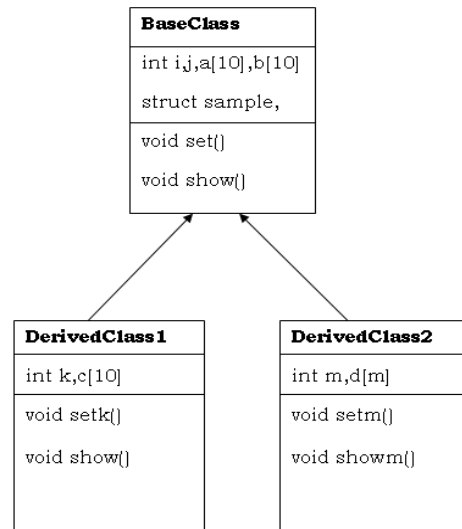 BaseClass
int i,j,a[10],b[10]
struct sample,
void set()
void show()
DerivedClass1
int k,c[10]
void setk()
void show()
DerivedClass2
int m,d[m]
void setm()
void showm()